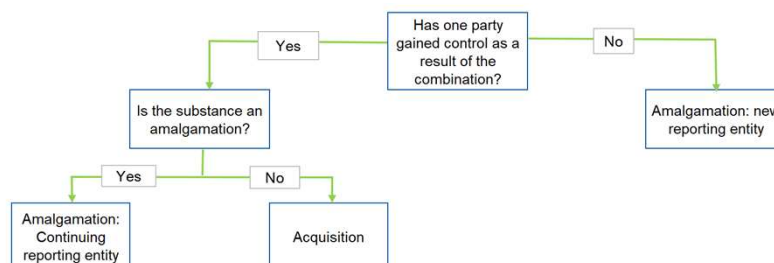 Has one party
gained control as a
result of the
combination?
Yes
No
Is the substance an
amalgamation?
Amalgamation: new
reporting entity
Yes
No
Amalgamation:
Continuing
reporting entity
Acquisition